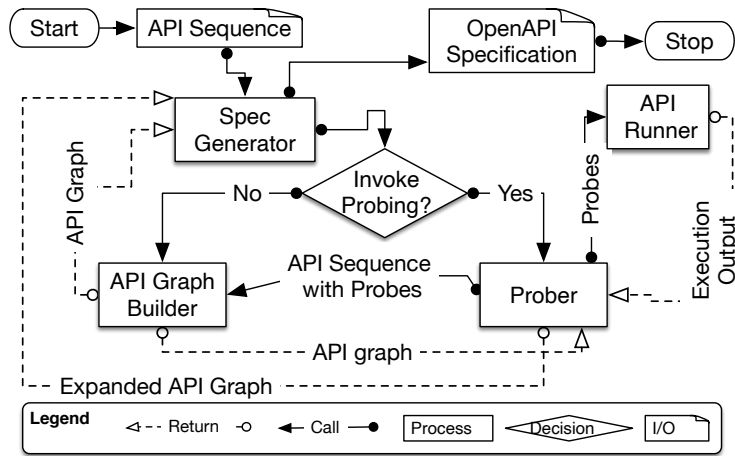 Start
API Sequence
OpenAPI
Specification
Stop
Spec
Generator
API
Runner
API Graph
No
Invoke
Probing?
Yes
Probes
Execution
Output
API Graph
Builder
API Sequence
with Probes
Prober
API graph
Expanded API Graph
Legend
Return
Call
Process
Decision
I/O